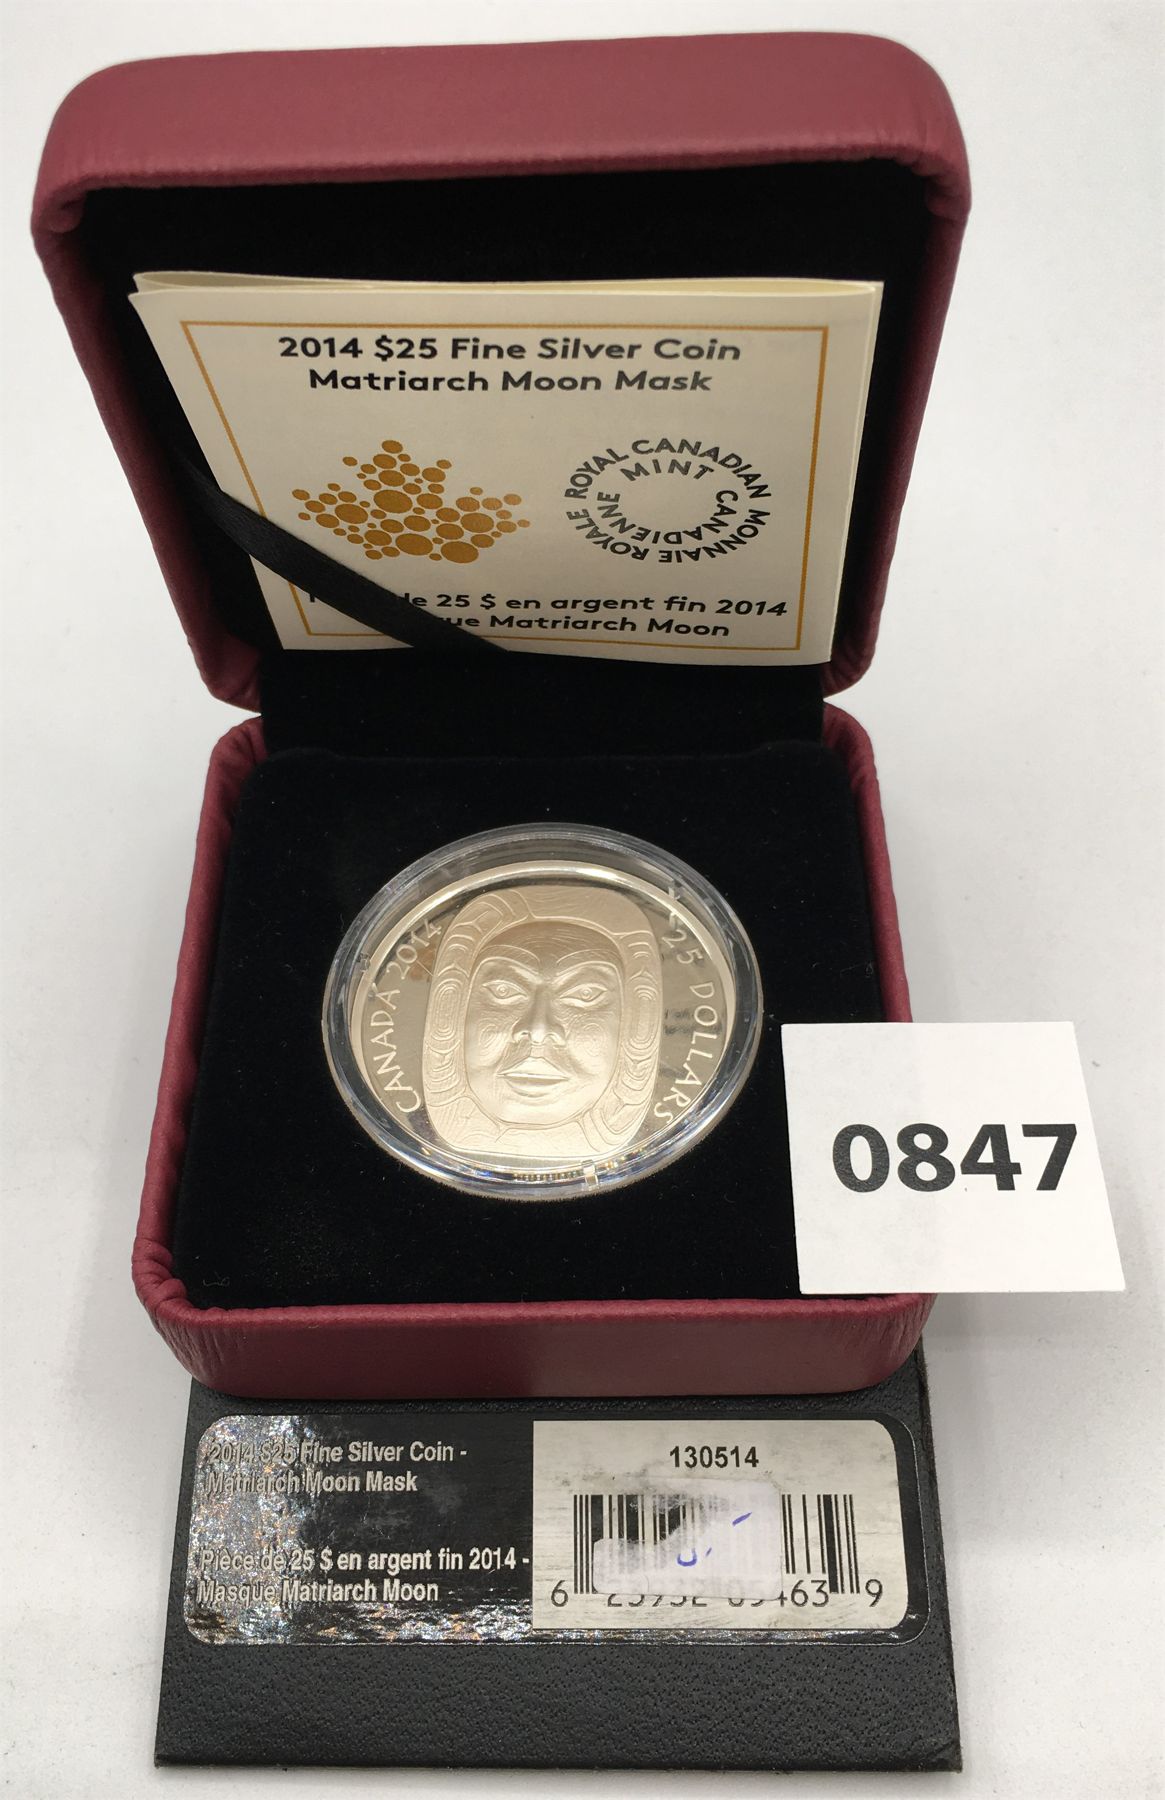 2014 $25 Fine Silver Coin
Matriarch Moon Mask
ROYAL CANADIAN MINT
MONNAIE ROYALE CANADIENNE
de 25 $ en argent fin 2014
Matriarch Moon
CANADA 2014
25 DOLLARS
0847
2014 $25 Fine Silver Coin -
Matriarch Moon Mask
Pièce de 25 $ en argent fin 2014 -
Masque Matriarch Moon
130514
6
9